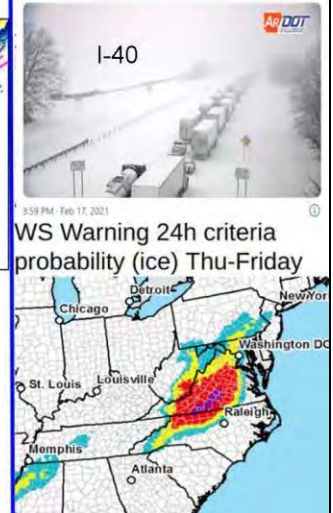 ARDOT
I-40
3:59 PM · Feb 17, 2021
WS Warning 24h criteria
probability (ice) Thu-Friday
Detroit
New Yor
Chicago
Washington DC
St. Louis
Louisville
Raleigh
Memphis
Atlanta